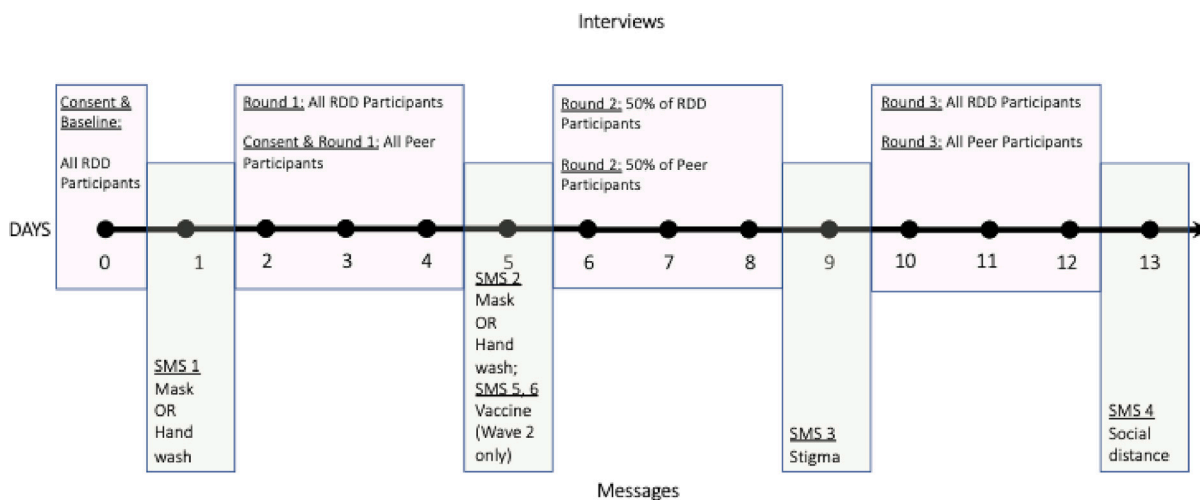 Interviews
Consent &
Baseline:
All RDD
Participants
Round 1: All RDD Participants
Consent & Round 1: All Peer
Participants
Round 2: 50% of RDD
Participants
Round 2: 50% of Peer
Participants
Round 3: All RDD Participants
Round 3: All Peer Participants
DAYS
0 1 2 3 4 5 6 7 8 9 10 11 12 13
SMS 1
Mask
OR
Hand
wash
SMS 2
Mask
OR
Hand
wash;
SMS 5, 6
Vaccine
(Wave 2
only)
SMS 3
Stigma
SMS 4
Social
distance
Messages